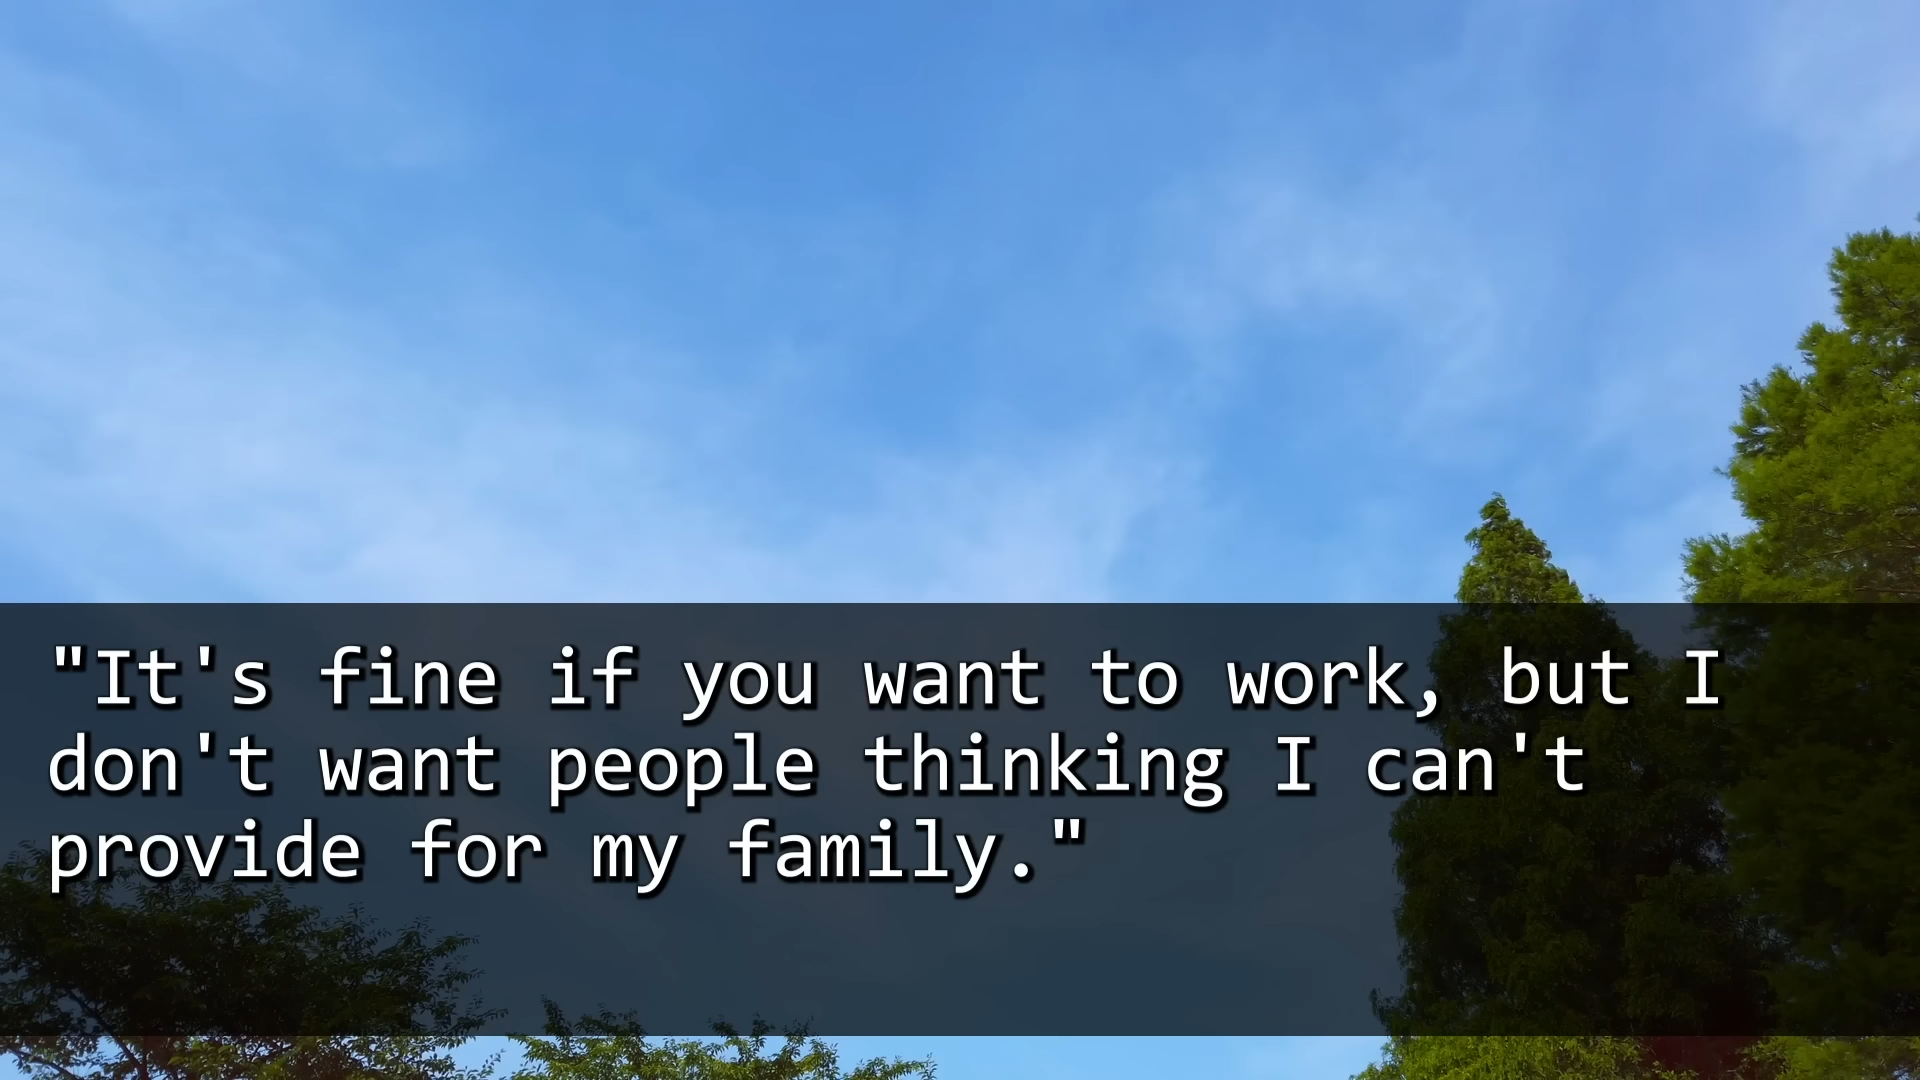 "It's fine if you want to work, but I
don't want people thinking I can't
provide for my family."